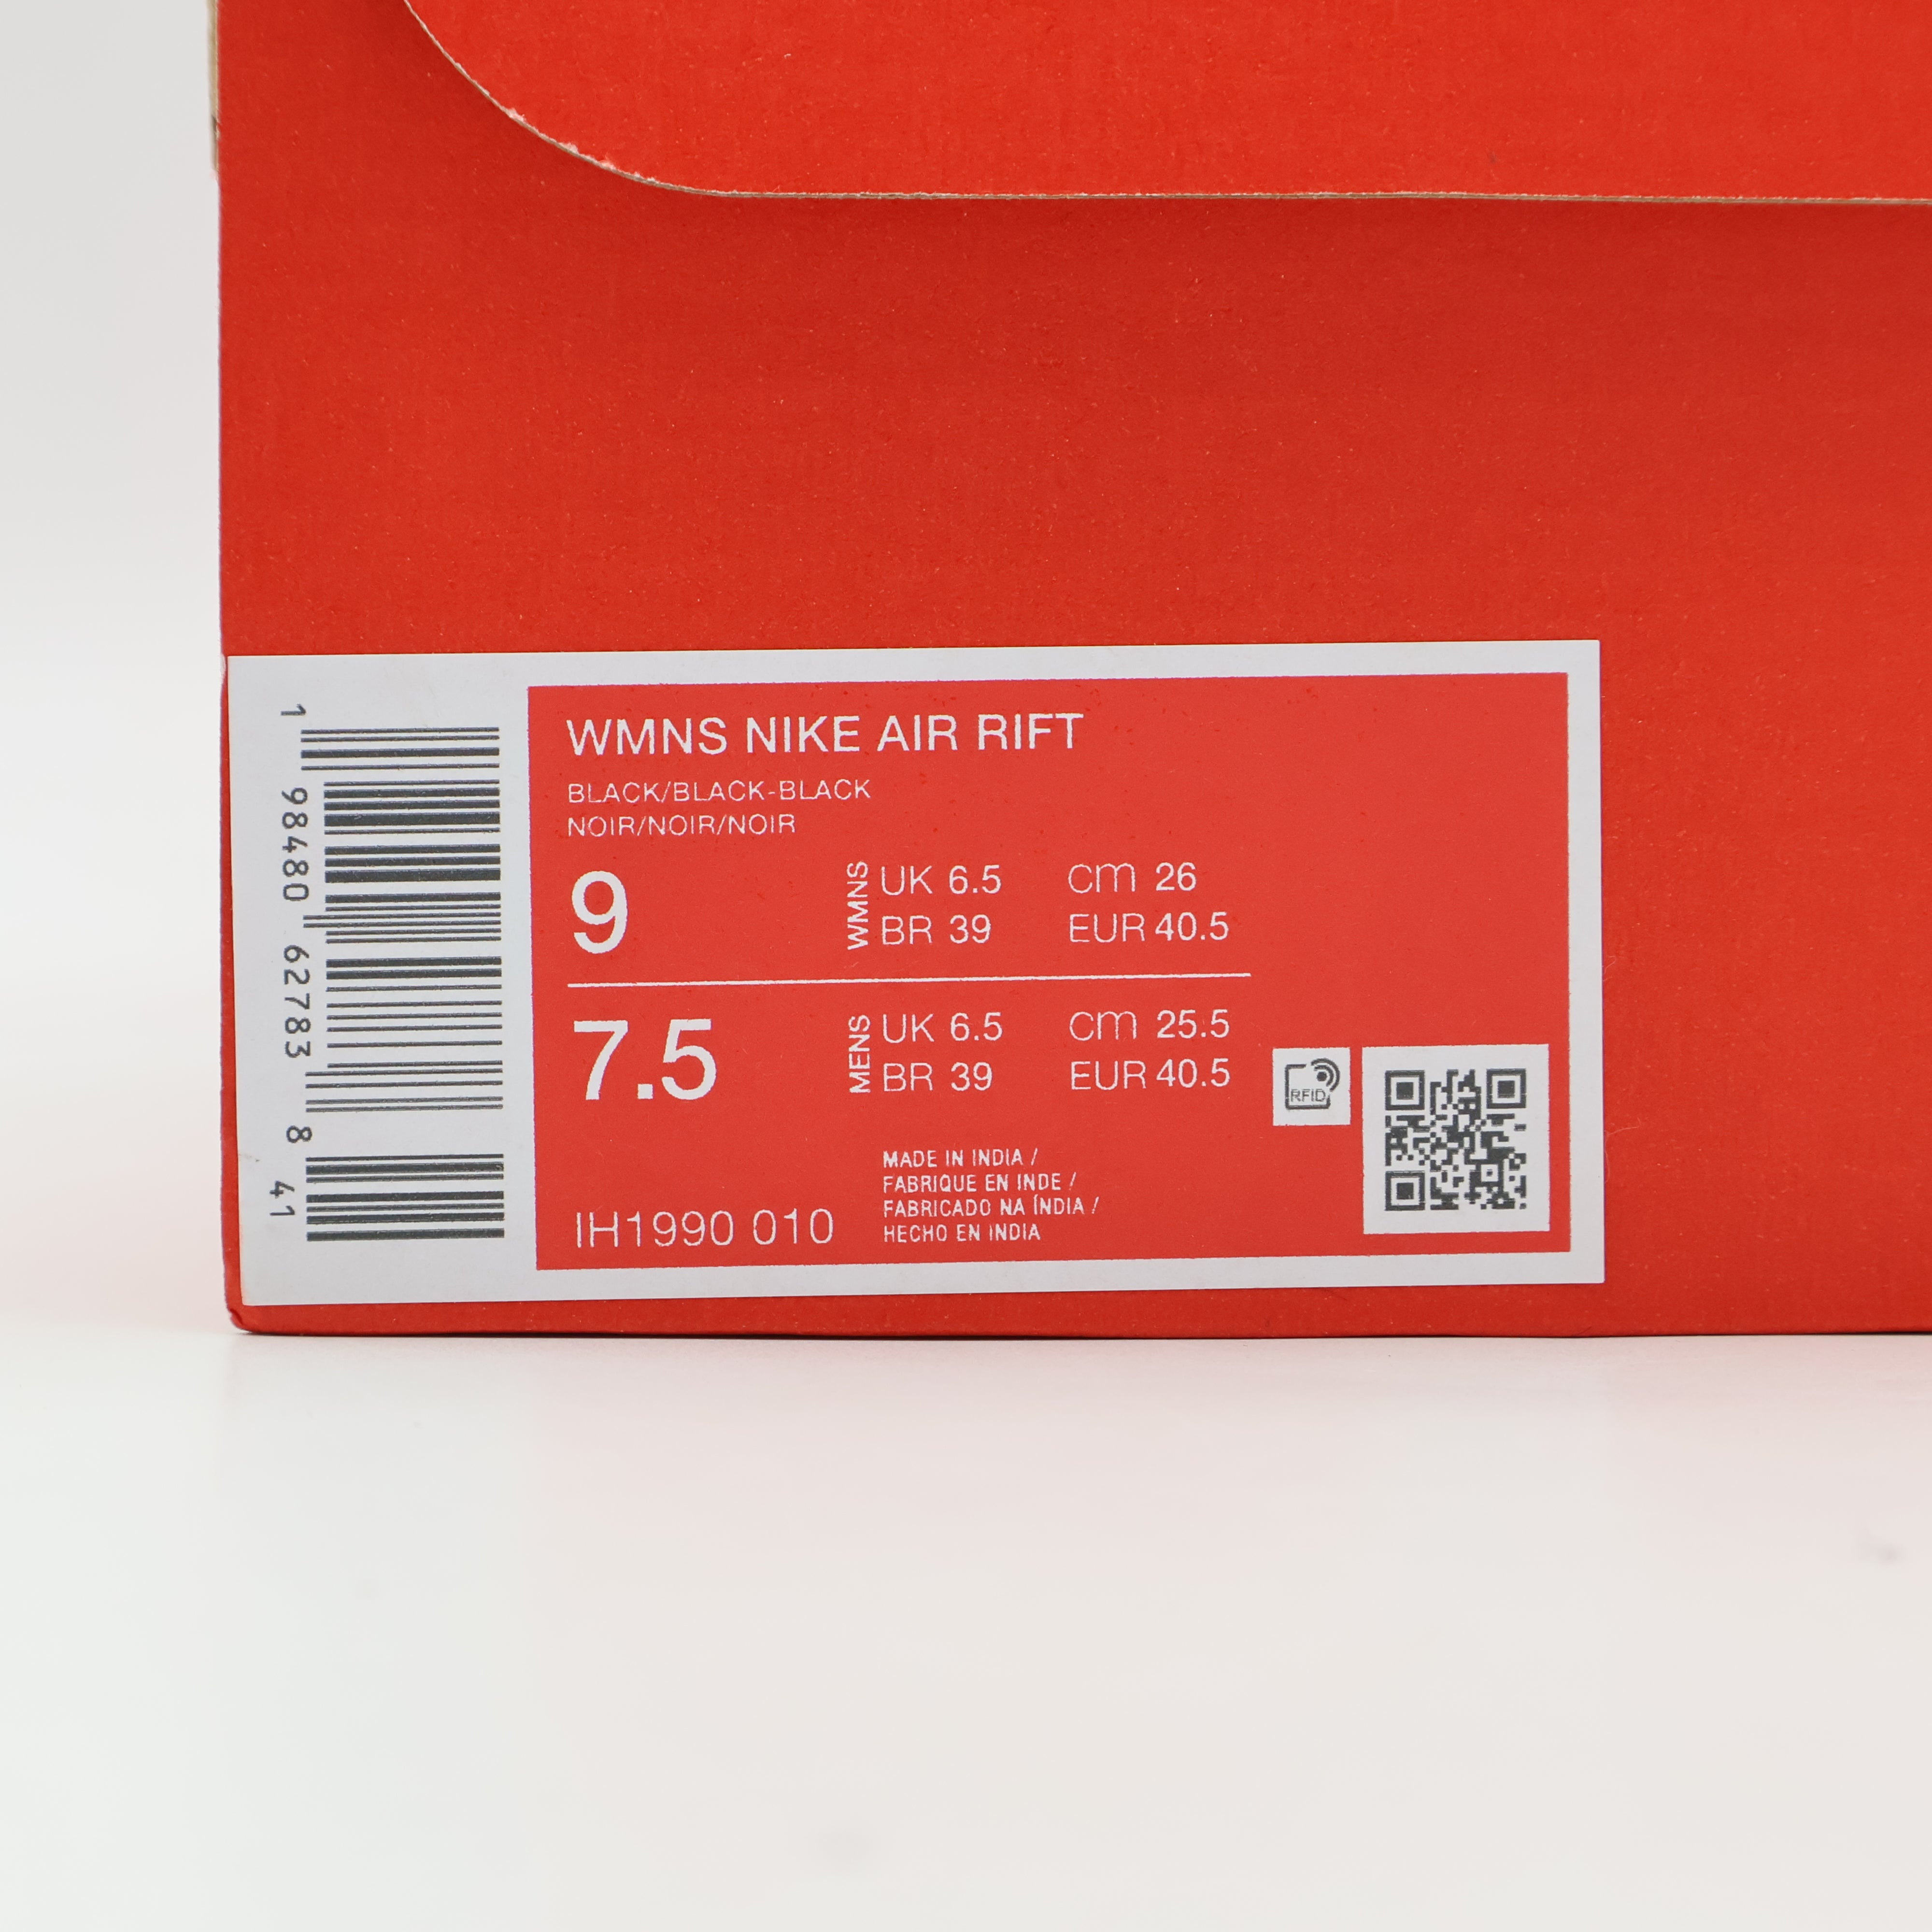 WMNS NIKE AIR RIFT
BLACK/BLACK-BLACK
NOIR/NOIR/NOIR
9
WMNS
UK 6.5 cm 26
BR 39 EUR 40.5
7.5
MENS
UK 6.5 cm 25.5
BR 39 EUR 40.5
RFID
MADE IN INDIA /
FABRIQUE EN INDE /
FABRICADO NA ÍNDIA /
HECHO EN INDIA
IH1990 010
1 98480 62783 8
41